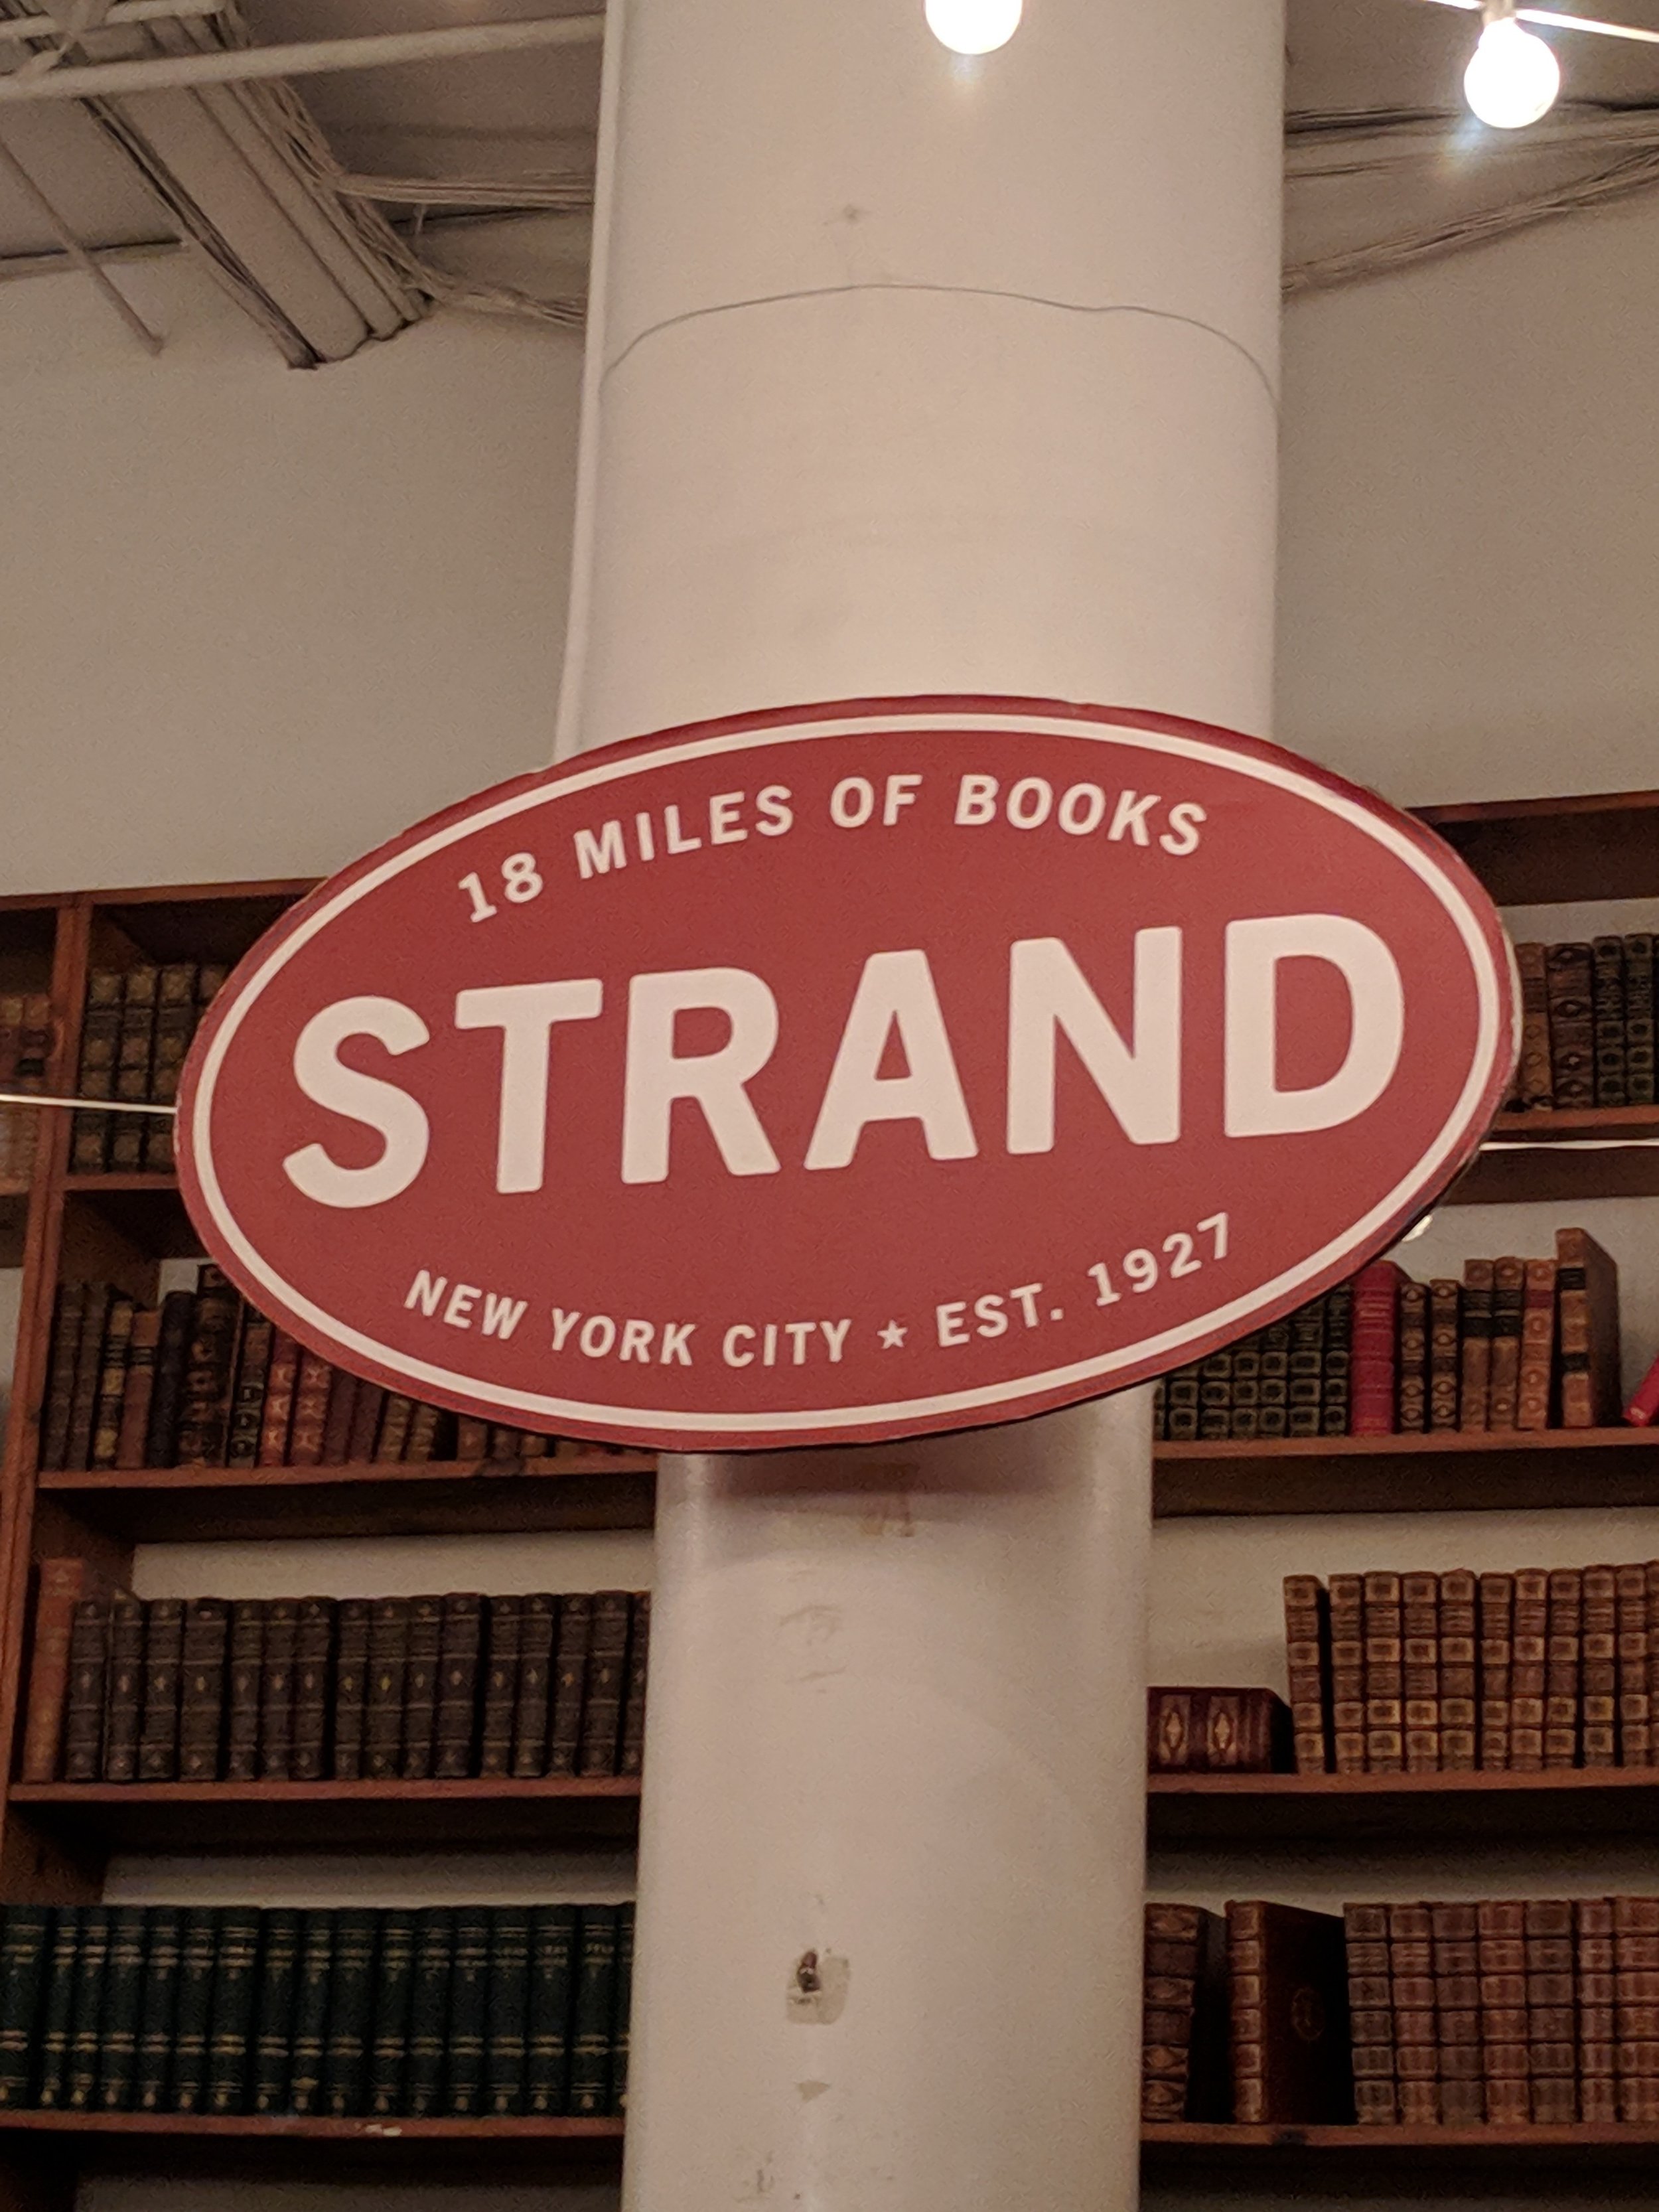 18 MILES OF BOOKS
STRAND
NEW YORK CITY ★ EST. 1927